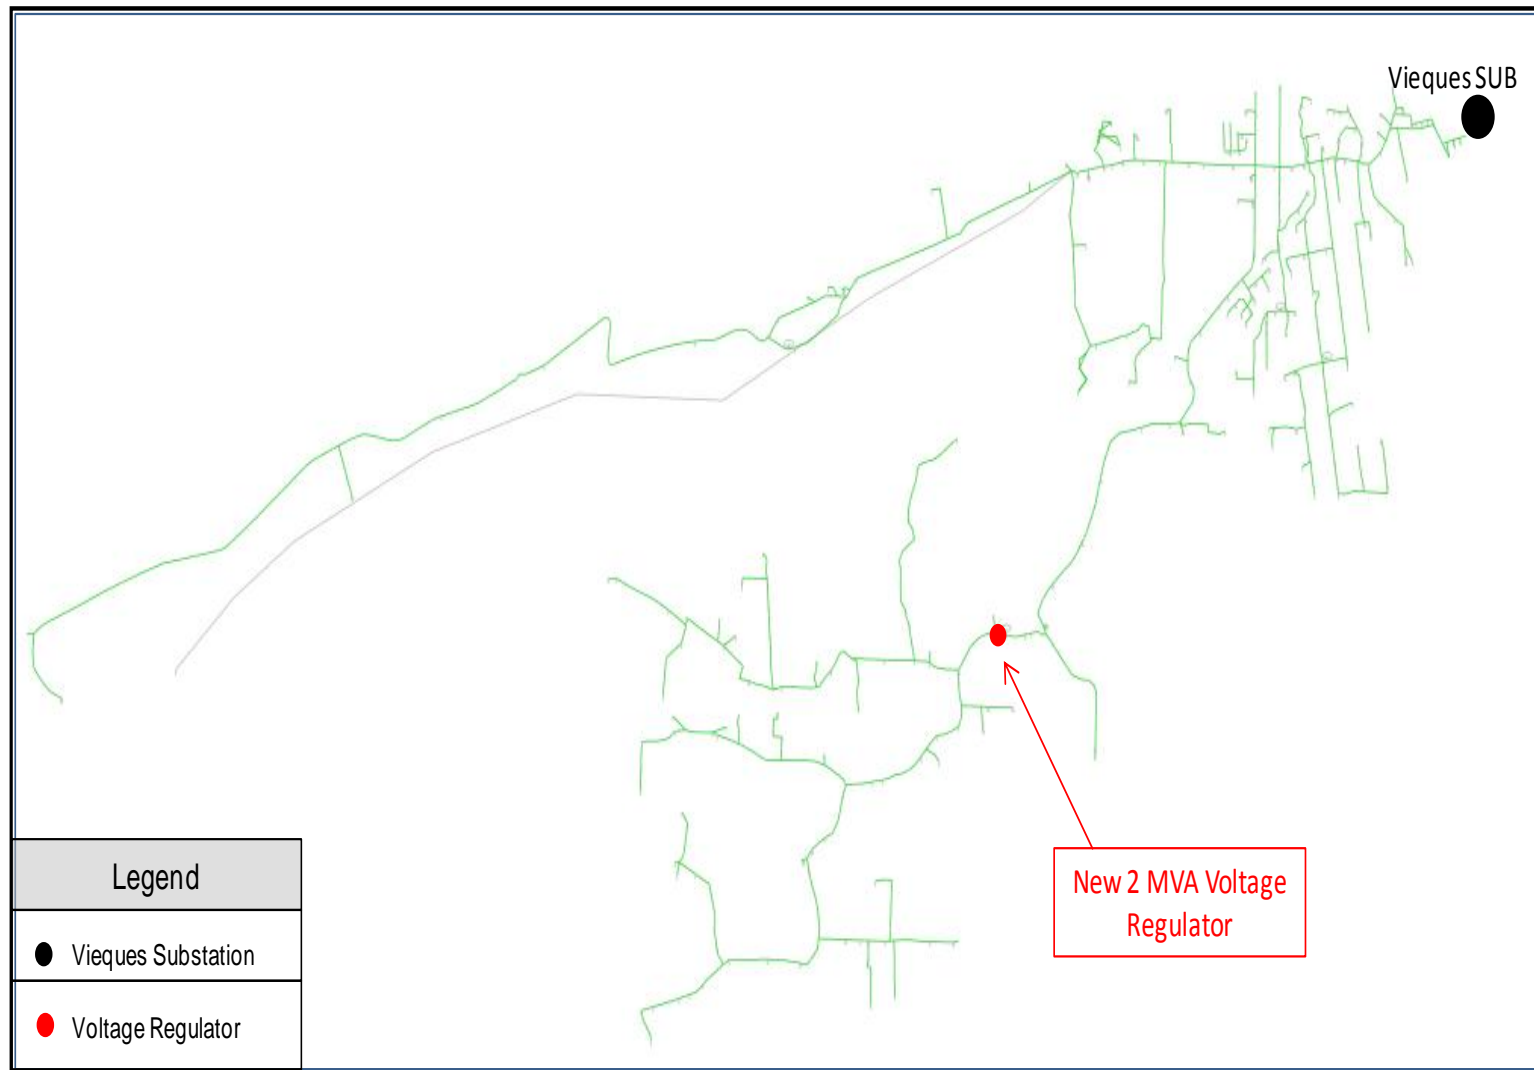 Vieques SUB
New 2 MVA Voltage
Regulator
Legend
Vieques Substation
Voltage Regulator